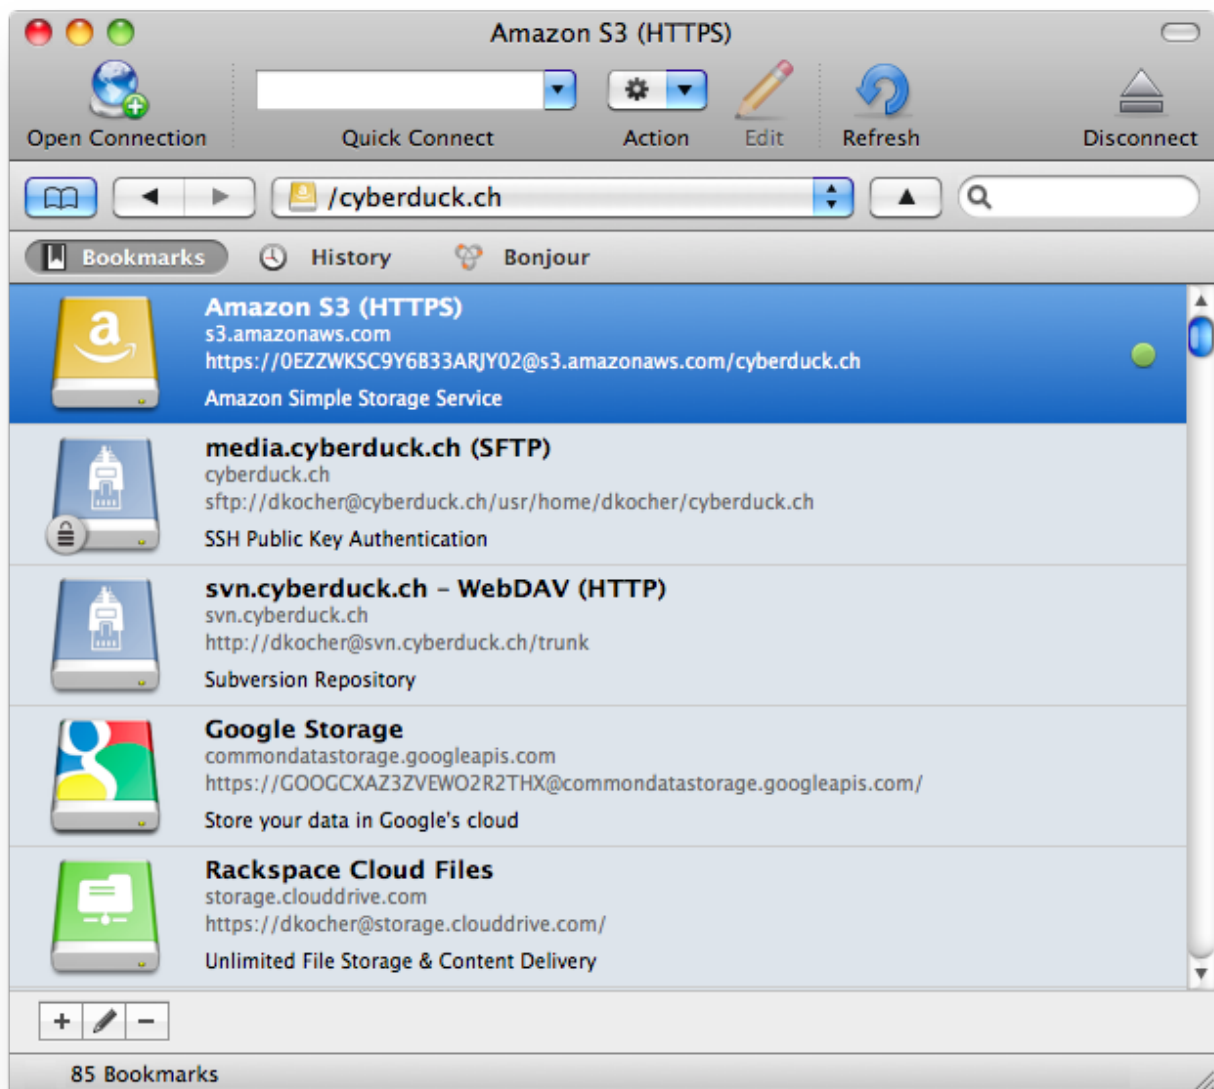 Amazon S3 (HTTPS)
Open Connection
Quick Connect
Action
Edit
Refresh
Disconnect
/cyberduck.ch
Bookmarks
History
Bonjour
Amazon S3 (HTTPS)
s3.amazonaws.com
https://0EZZWKSC9Y6B33ARJY02@s3.amazonaws.com/cyberduck.ch
Amazon Simple Storage Service
media.cyberduck.ch (SFTP)
cyberduck.ch
sftp://dkocher@cyberduck.ch/usr/home/dkocher/cyberduck.ch
SSH Public Key Authentication
svn.cyberduck.ch – WebDAV (HTTP)
svn.cyberduck.ch
http://dkocher@svn.cyberduck.ch/trunk
Subversion Repository
Google Storage
commondatastorage.googleapis.com
https://GOOGCXAZ3ZVEWO2R2THX@commondatastorage.googleapis.com/
Store your data in Google's cloud
Rackspace Cloud Files
storage.clouddrive.com
https://dkocher@storage.clouddrive.com/
Unlimited File Storage & Content Delivery
85 Bookmarks